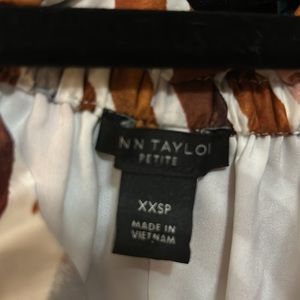 NN TAYLO
PETITE
XXSP
MADE IN
VIETNAM